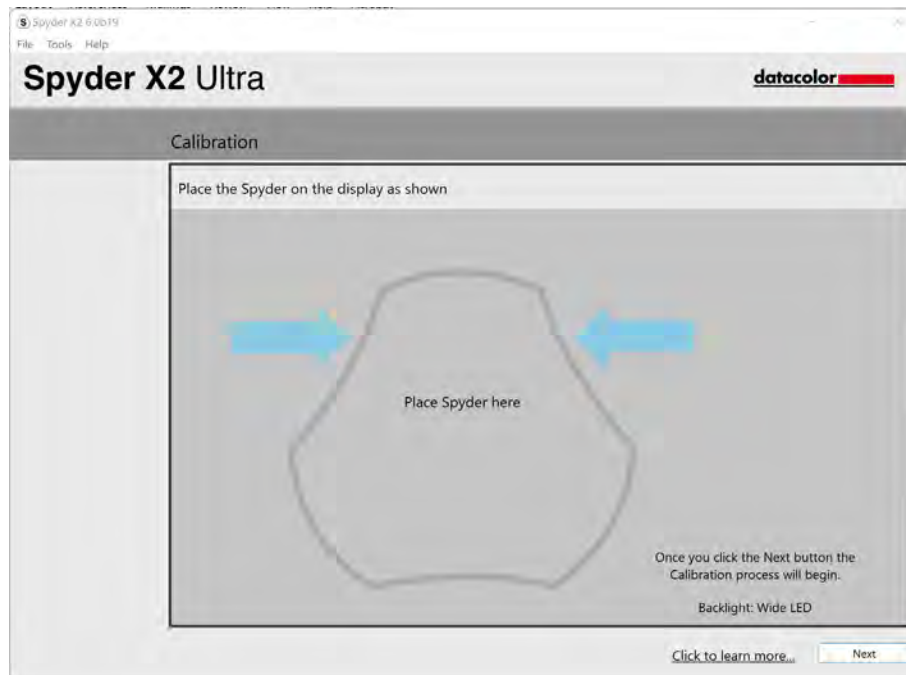 Spyder X2 6.0b19
File Tools Help
Spyder X2 Ultra
datacolor
Calibration
Place the Spyder on the display as shown
Place Spyder here
Once you click the Next button the
Calibration process will begin.
Backlight: Wide LED
Click to learn more...
Next